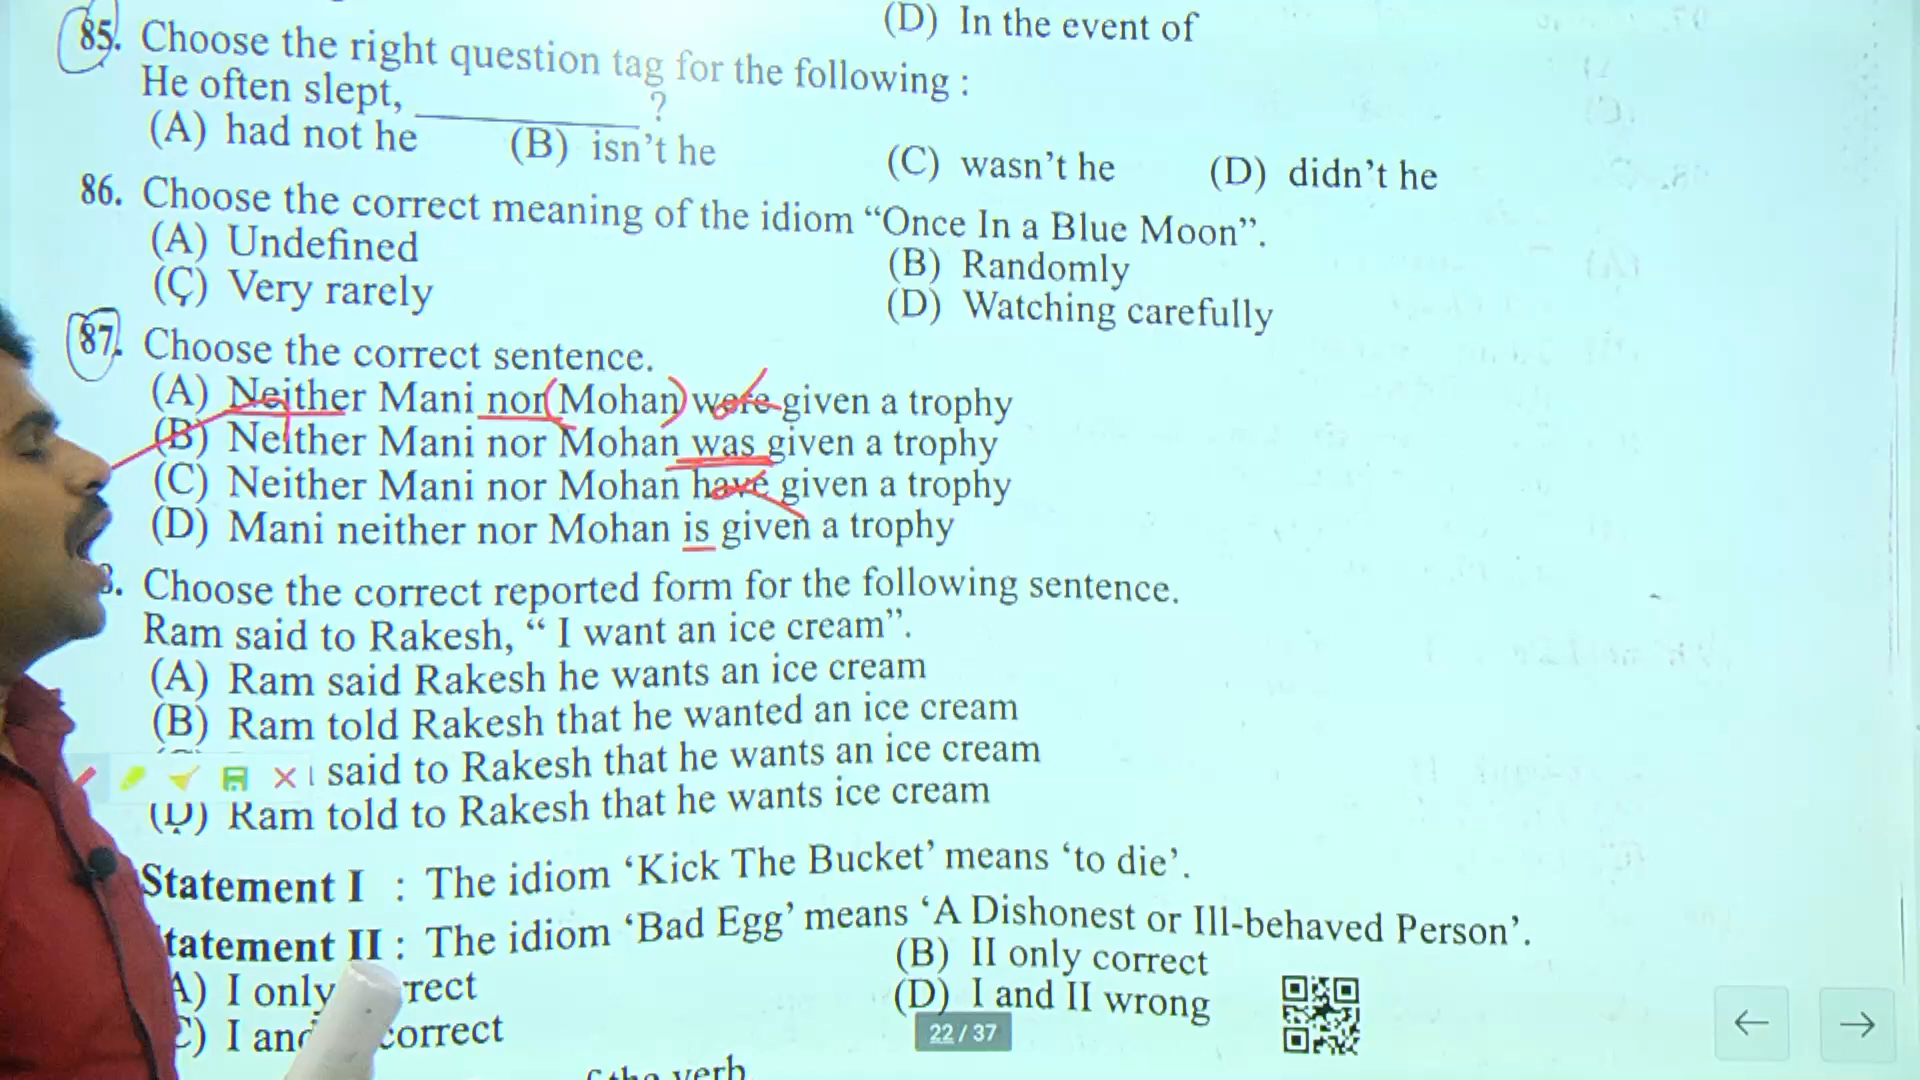 (D) In the event of
85. Choose the right question tag for the following :
He often slept, ____________ ?
(A) had not he (B) isn’t he (C) wasn’t he (D) didn’t he
86. Choose the correct meaning of the idiom “Once In a Blue Moon”.
(A) Undefined (B) Randomly
(C) Very rarely (D) Watching carefully
87. Choose the correct sentence.
(A) Neither Mani nor Mohan were given a trophy
(B) Neither Mani nor Mohan was given a trophy
(C) Neither Mani nor Mohan have given a trophy
(D) Mani neither nor Mohan is given a trophy
Choose the correct reported form for the following sentence.
Ram said to Rakesh, “ I want an ice cream”.
(A) Ram said Rakesh he wants an ice cream
(B) Ram told Rakesh that he wanted an ice cream
said to Rakesh that he wants an ice cream
(D) Ram told to Rakesh that he wants ice cream
Statement I : The idiom ‘Kick The Bucket’ means ‘to die’.
Statement II : The idiom ‘Bad Egg’ means ‘A Dishonest or Ill-behaved Person’.
A) I only (B) II only correct
I correct (D) I and II wrong
22 / 37
the verb